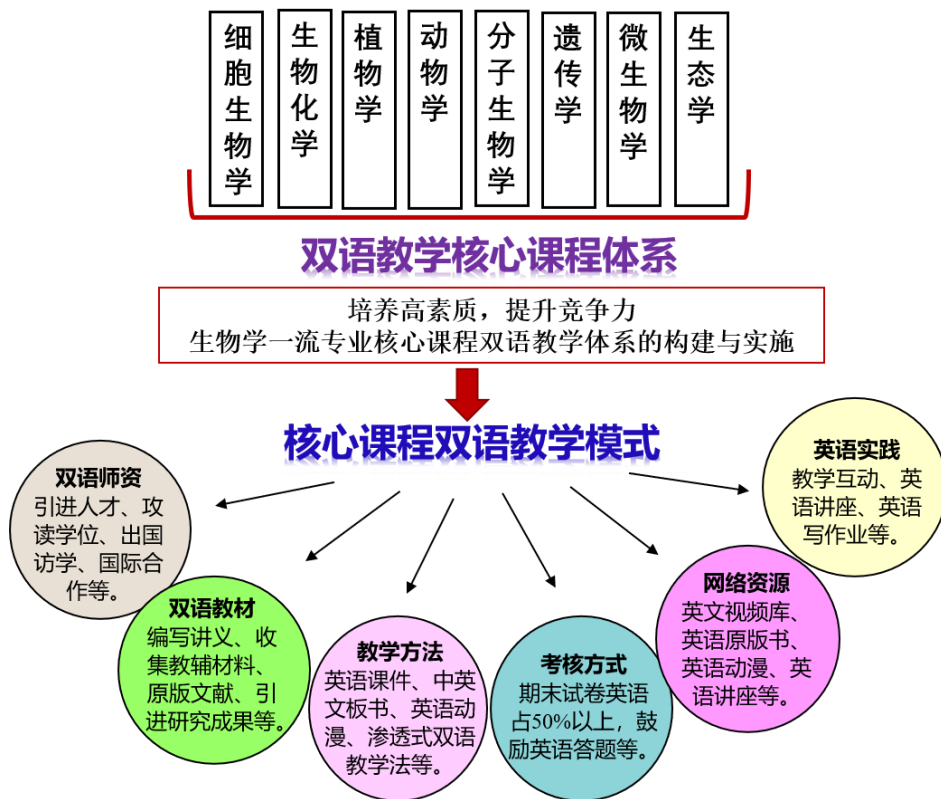 细胞生物学
生物化学
植物学
动物学
分子生物学
遗传学
微生物学
生态学
双语教学核心课程体系
培养高素质，提升竞争力
生物学一流专业核心课程双语教学体系的构建与实施
核心课程双语教学模式
双语师资
引进人才、攻
读学位、出国
访学、国际合
作等。
双语教材
编写讲义、收
集教辅材料、
原版文献、引
进研究成果等。
教学方法
英语课件、中英
文板书、英语动
漫、渗透式双语
教学法等。
考核方式
期末试卷英语
占50%以上，鼓
励英语答题等。
网络资源
英文视频库、
英语原版书、
英语动漫、英
语讲座等。
英语实践
教学互动、英
语讲座、英语
写作业等。